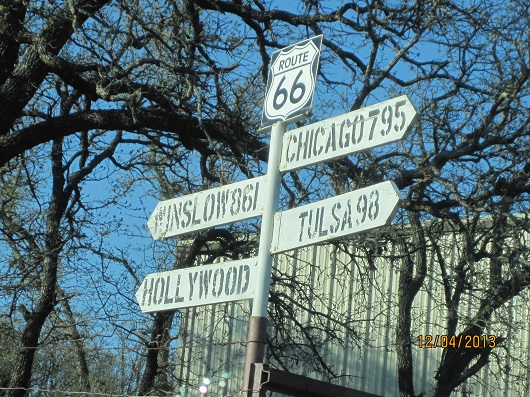 ROUTE
66
CHICAGO 795
WINSLOW 861
TULSA 98
HOLLYWOOD
12/04/2013